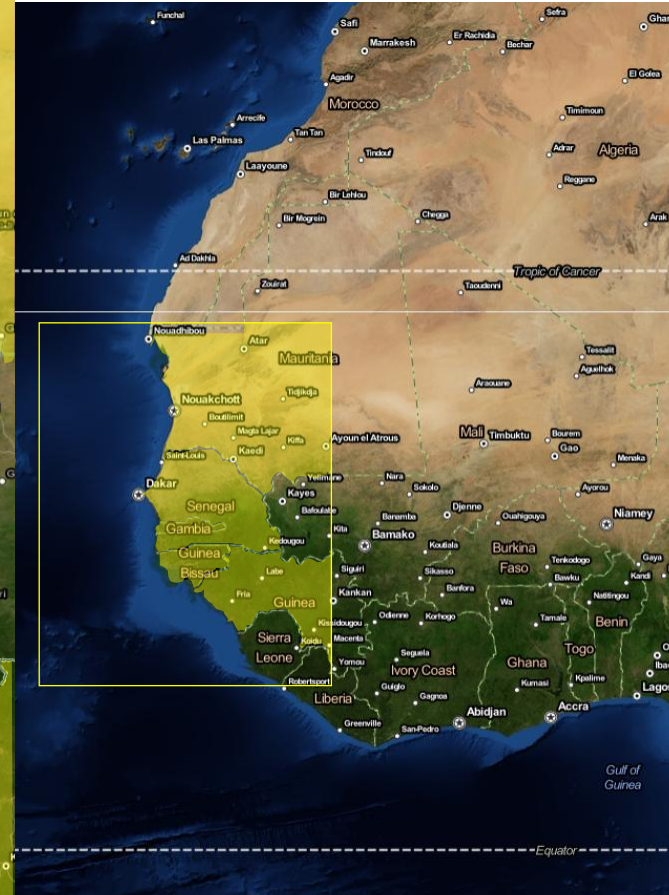 Funchal
Sefra
Safi
Marrakesh
Er Rachidia
Bechar
El Golea
Agadir
Morocco
Timimoun
Arrecife
Tan Tan
Las Palmas
Tindouf
Adrar
Algeria
Laayoune
Reggane
Bir Lehlou
Bir Mogrein
Chegga
Arak
Ad Dakhla
Tropic of Cancer
Zouirat
Taoudenni
Nouadhibou
Atar
Mauritania
Tessalit
Aguelhok
Araouane
Tidjikdja
Nouakchott
Boutilimit
Magta Lajar
Kiffa
Ayoun el Atrous
Mali
Timbuktu
Bourem
Gao
Menaka
Saint-Louis
Kaedi
Yelimane
Nara
Sokolo
Ayorou
Dakar
Kayes
Senegal
Bafoulabe
Djenne
Ouahigouya
Niamey
Gambia
Kita
Banamba
Bamako
Guinea
Bissau
Kedougou
Koutiala
Burkina
Faso
Tenkodogo
Gaya
Labe
Siguiri
Sikasso
Bawku
Kandi
Fria
Guinea
Kankan
Banfora
Wa
Natitingou
Benin
Kissidougou
Odienne
Korhogo
Tamale
Sierra
Leone
Koidu
Macenta
Togo
Yomou
Seguela
Ivory Coast
Ghana
Robertsport
Guiglo
Gagnoa
Kumasi
Kpalime
Liberia
Greenville
San-Pedro
Abidjan
Accra
Gulf of
Guinea
Equator